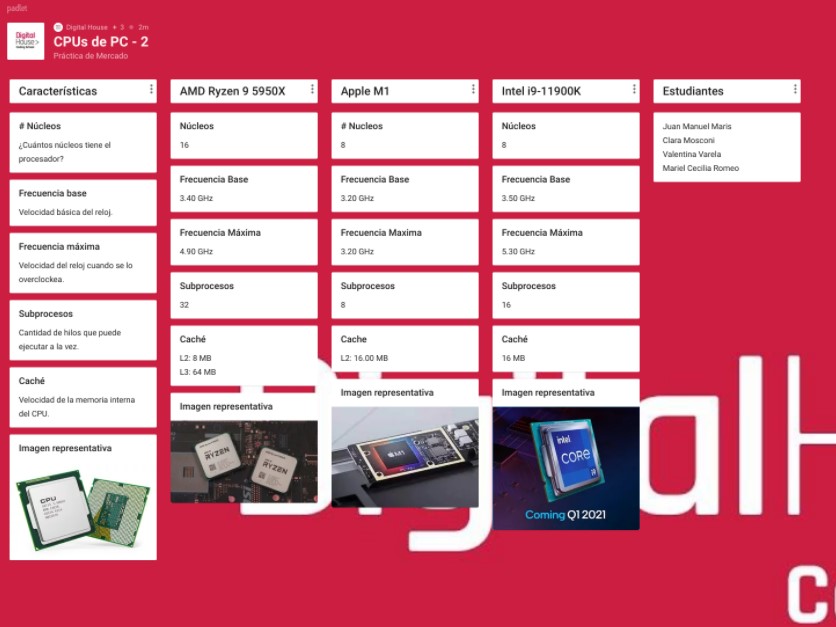 padlet
Digital House + 3 2m
CPUs de PC - 2
Práctica de Mercado
Digital
House>
Características
# Núcleos
¿Cuántos núcleos tiene el
procesador?
Frecuencia base
Velocidad básica del reloj.
Frecuencia máxima
Velocidad del reloj cuando se lo
overclockea.
Subprocesos
Cantidad de hilos que puede
ejecutar a la vez.
Caché
Velocidad de la memoria interna
del CPU.
Imagen representativa
CPU
AMD Ryzen 9 5950X
Núcleos
16
Frecuencia Base
3.40 GHz
Frecuencia Máxima
4.90 GHz
Subprocesos
32
Caché
L2: 8 MB
L3: 64 MB
Imagen representativa
RYZEN
RYZEN
Apple M1
# Nucleos
8
Frecuencia Base
3.20 GHz
Frecuencia Maxima
3.20 GHz
Subprocesos
8
Cache
L2: 16.00 MB
Imagen representativa
M1
Intel i9-11900K
Núcleos
8
Frecuencia Base
3.50 GHz
Frecuencia Máxima
5.30 GHz
Subprocesos
16
Caché
16 MB
Imagen representativa
intel
CORE
i9
Coming Q1 2021
Estudiantes
Juan Manuel Maris
Clara Mosconi
Valentina Varela
Mariel Cecilia Romeo